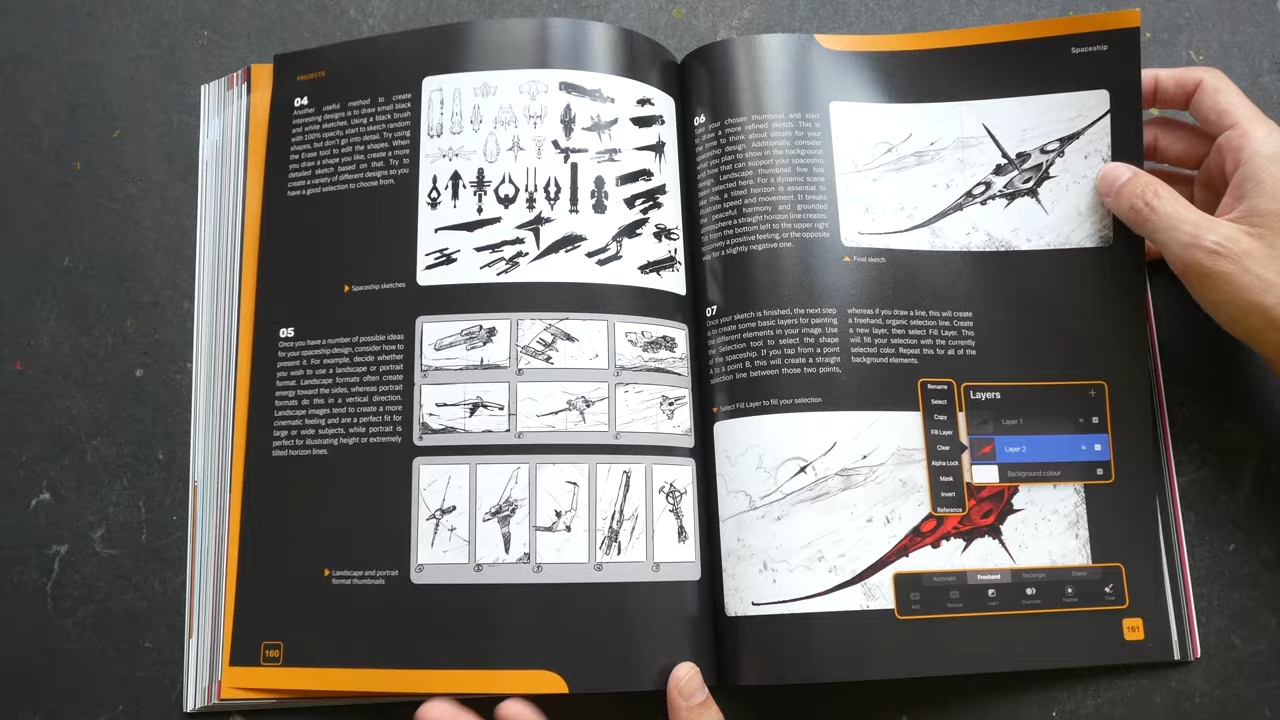 PROJECTS
04
Another useful method to create
interesting designs is to draw small black
and white sketches. Using a black brush
with 100% opacity, start to sketch random
shapes, but don't go into detail. Try using
the Erase tool to edit the shapes. When
you draw a shape you like, create a more
detailed sketch based on that. Try to
create a variety of different designs so you
have a good selection to choose from.
Spaceship sketches
05
Once you have a number of possible ideas
for your spaceship design, consider how to
present it. For example, decide whether
you wish to use a landscape or portrait
format. Landscape formats often create
energy toward the sides, whereas portrait
formats do this in a vertical direction.
Landscape images tend to create a more
cinematic feeling and are a perfect fit for
large or wide subjects, while portrait is
perfect for illustrating height or extremely
tilted horizon lines.
Landscape and portrait
format thumbnails
160
Spaceship
06
Take your chosen thumbnail and start
to draw a more refined sketch. This is
the time to think about details for your
spaceship design. Additionally, consider
what you plan to show in the background
and how that can support your spaceship
design. Landscape thumbnail five has
been selected here. For a dynamic scene
like this, a tilted horizon is essential to
illustrate speed and movement. It breaks
the peaceful harmony and grounded
atmosphere a straight horizon line creates.
Tilt from the bottom left to the upper right
to convey a positive feeling, or the opposite
way for a slightly negative one.
Final sketch
07
Once your sketch is finished, the next step
is to create some basic layers for painting
the different elements in your image. Use
the Selection tool to select the shape
of the spaceship. If you tap from a point
A to a point B, this will create a straight
selection line between those two points,
whereas if you draw a line, this will create
a freehand, organic selection line. Create
a new layer, then select Fill Layer. This
will fill your selection with the currently
selected color. Repeat this for all of the
background elements.
Select Fill Layer to fill your selection
Rename
Select
Copy
Fill Layer
Clear
Alpha Lock
Mask
Invert
Reference
Layers
Layer 1
N
Layer 2
N
Background colour
Automatic
Freehand
Rectangle
Ellipse
Add
Remove
Invert
Duplicate
Feather
Clear
161